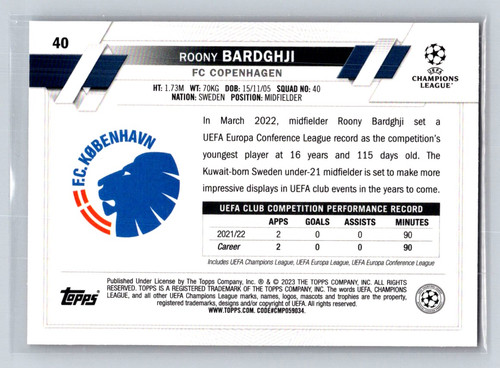 40
ROONY BARDGHJI
FC COPENHAGEN
HT: 1.73M WT: 70KG DOB: 15/11/05 SQUAD NO: 40
NATION: SWEDEN POSITION: MIDFIELDER
UEFA
CHAMPIONS
LEAGUE
F.C. KØBENHAVN
In March 2022, midfielder Roony Bardghji set a
UEFA Europa Conference League record as the competition's
youngest player at 16 years and 115 days old. The
Kuwait-born Sweden under-21 midfielder is set to make more
impressive displays in UEFA club events in the years to come.
UEFA CLUB COMPETITION PERFORMANCE RECORD
APPS GOALS ASSISTS MINUTES
2021/22 2 0 0 90
Career 2 0 0 90
Includes UEFA Champions League, UEFA Europa League, UEFA Europa Conference League
Topps
Published Under License by The Topps Company, Inc. ® & © 2023 THE TOPPS COMPANY, INC. ALL RIGHTS
RESERVED. TOPPS IS A REGISTERED TRADEMARK OF THE TOPPS COMPANY, INC. The words UEFA, CHAMPIONS
LEAGUE, and all other UEFA Champions League marks, names, logos, mascots and trophies are the property,
registered trademarks, designs and/or copyright of UEFA. All rights reserved.
WWW.TOPPS.COM. CODE#CMP059034.